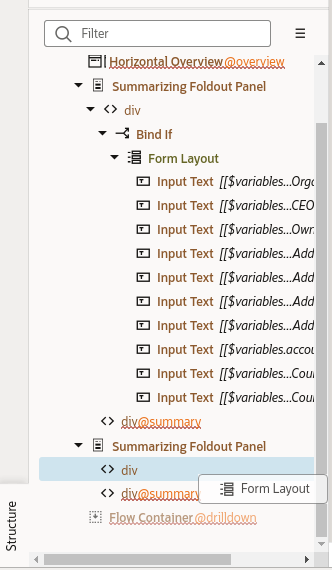 Filter
Horizontal Overview@overview
Summarizing Foldout Panel
div
Bind If
Form Layout
Input Text [[$variables...Orga
Input Text [[$variables...CEO
Input Text [[$variables...Own
Input Text [[$variables...Add
Input Text [[$variables...Add
Input Text [[$variables...Add
Input Text [[$variables...Add
Input Text [[$variables.accou
Input Text [[$variables...Cou
Input Text [[$variables...Cou
div@summary
Summarizing Foldout Panel
div
div@summary
Form Layout
Flow Container@drilldown
Structure